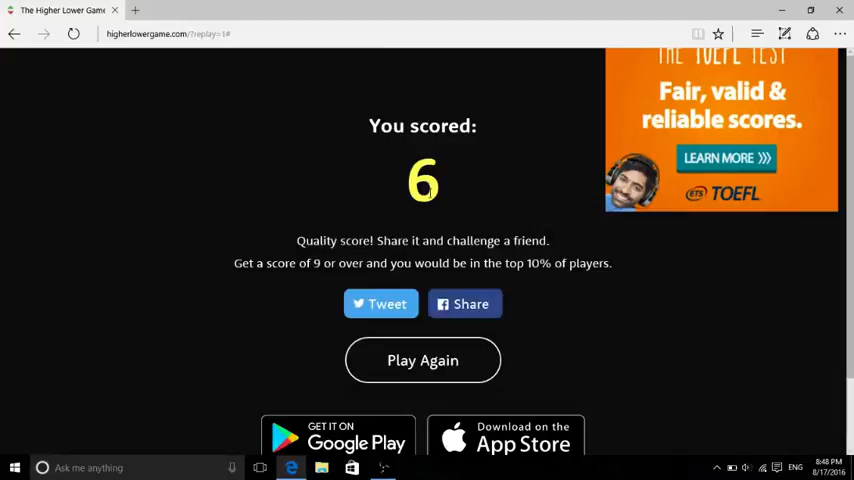 The Higher Lower Game
higherlowergame.com/?replay=1#
THE TOEFL TEST
Fair, valid &
reliable scores.
LEARN MORE
ETS TOEFL
You scored:
6
Quality score! Share it and challenge a friend.
Get a score of 9 or over and you would be in the top 10% of players.
Tweet
Share
Play Again
GET IT ON
Google Play
Download on the
App Store
Ask me anything
ENG
8:48 PM
8/17/2016